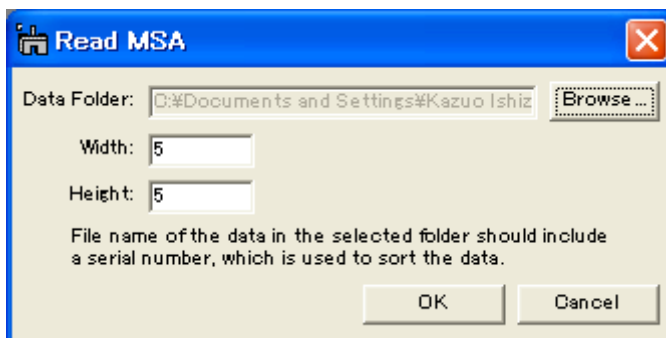 Read MSA
Data Folder: C:¥Documents and Settings¥Kazuo Ishiz Browse...
Width: 5
Height: 5
File name of the data in the selected folder should include
a serial number, which is used to sort the data.
OK Cancel